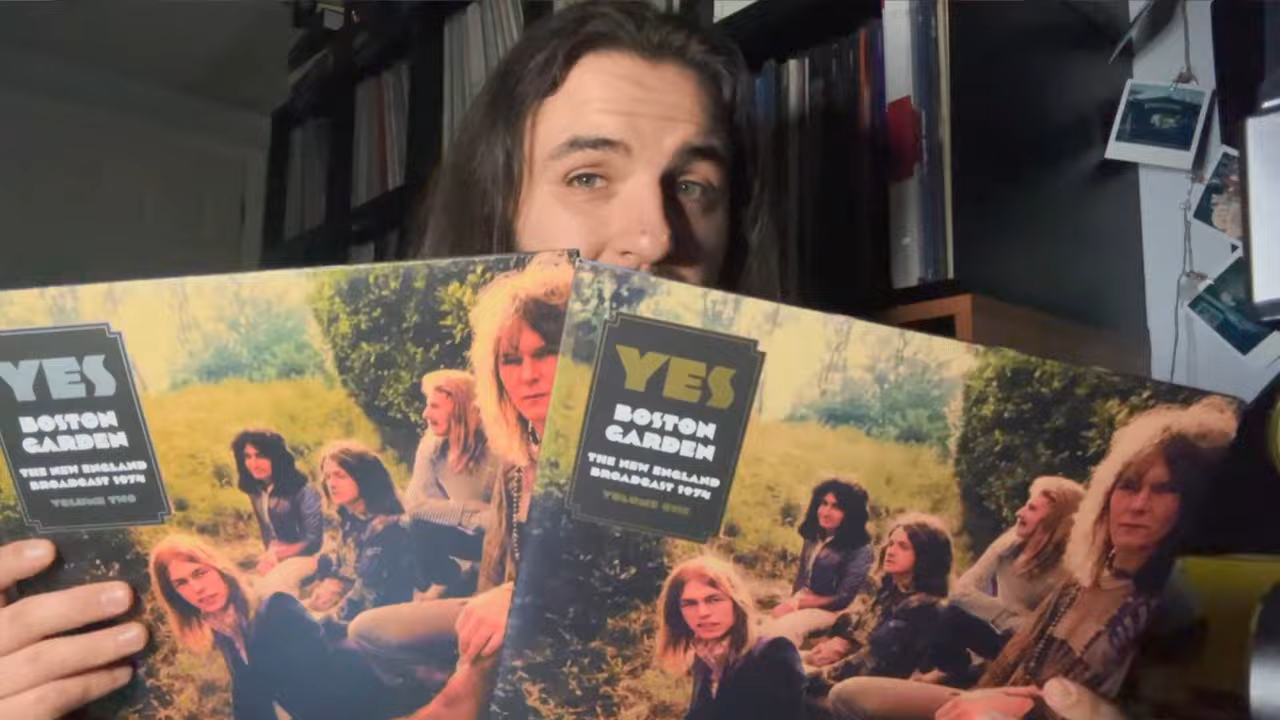 YES
BOSTON
GARDEN
THE NEW ENGLAND
BROADCAST 1974
VOLUME TWO
YES
BOSTON
GARDEN
THE NEW ENGLAND
BROADCAST 1974
VOLUME ONE